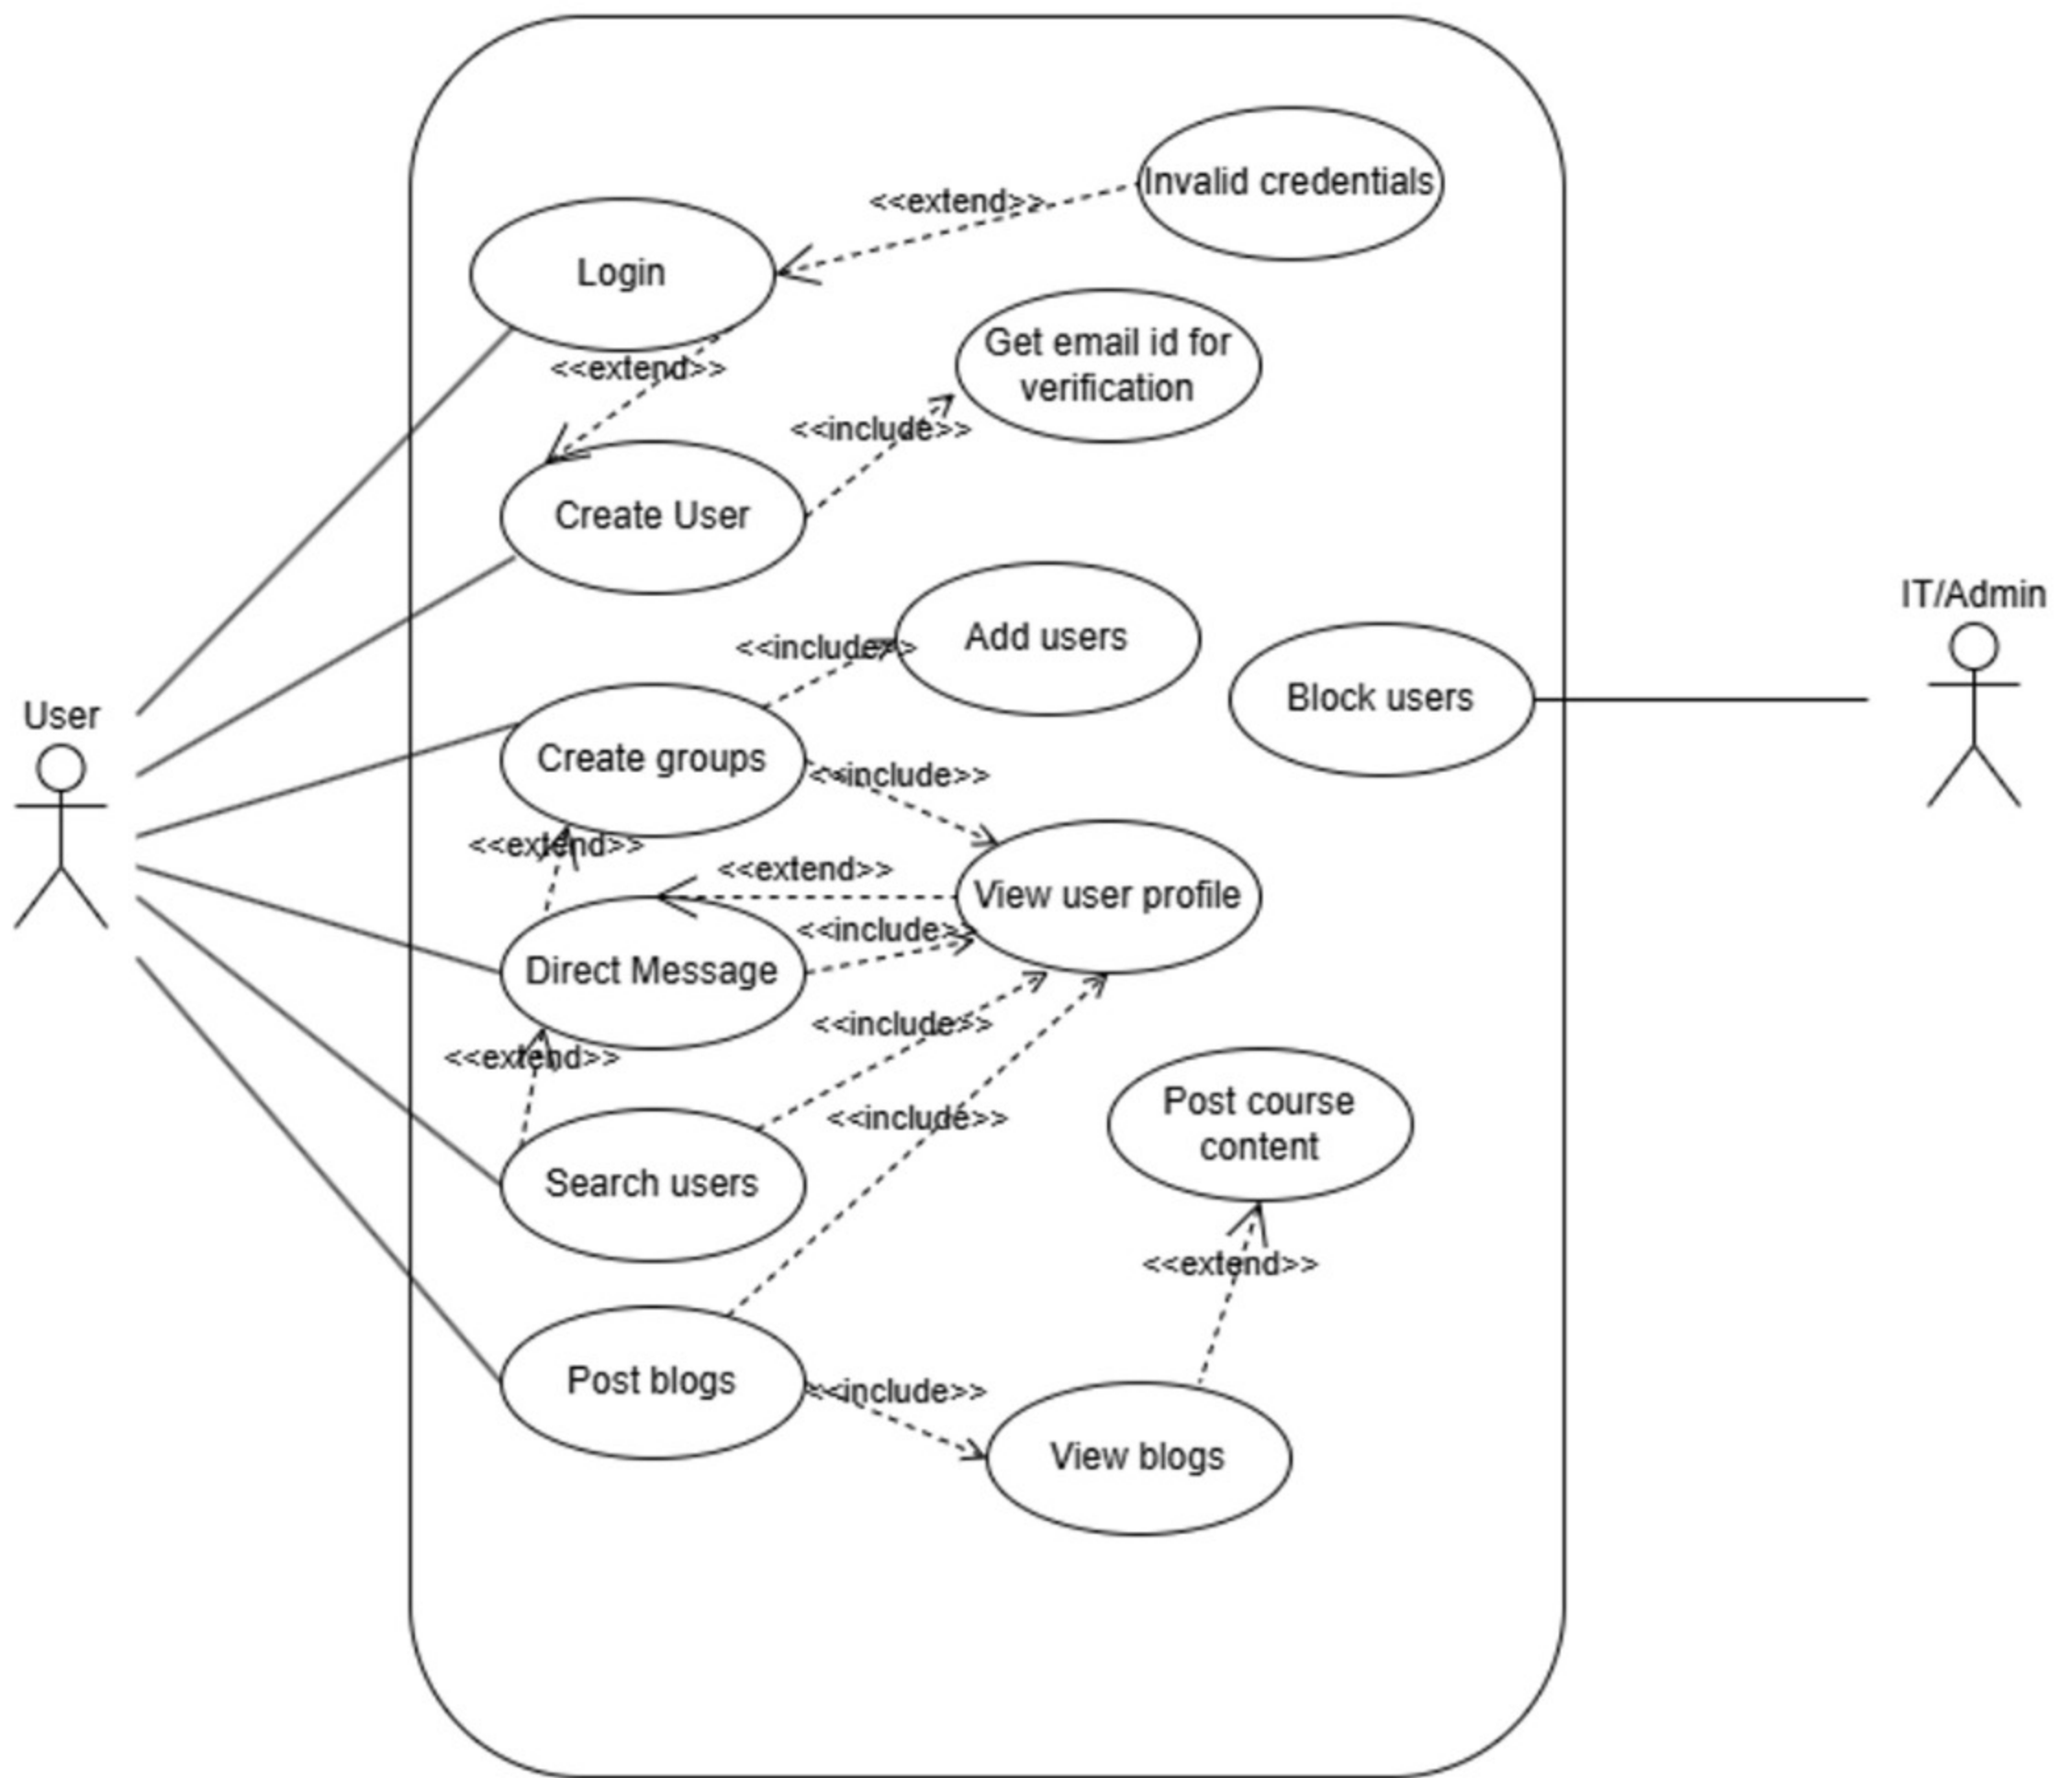 Invalid credentials
<<extend>>
Login
Get email id for
verification
<<extend>>
<<include>>
Create User
IT/Admin
Add users
<<include>>
Block users
User
Create groups
<<include>>
<<extend>>
<<extend>>
View user profile
<<include>>
Direct Message
<<include>>
<<extend>>
Post course
content
<<include>>
Search users
<<extend>>
Post blogs
<<include>>
View blogs